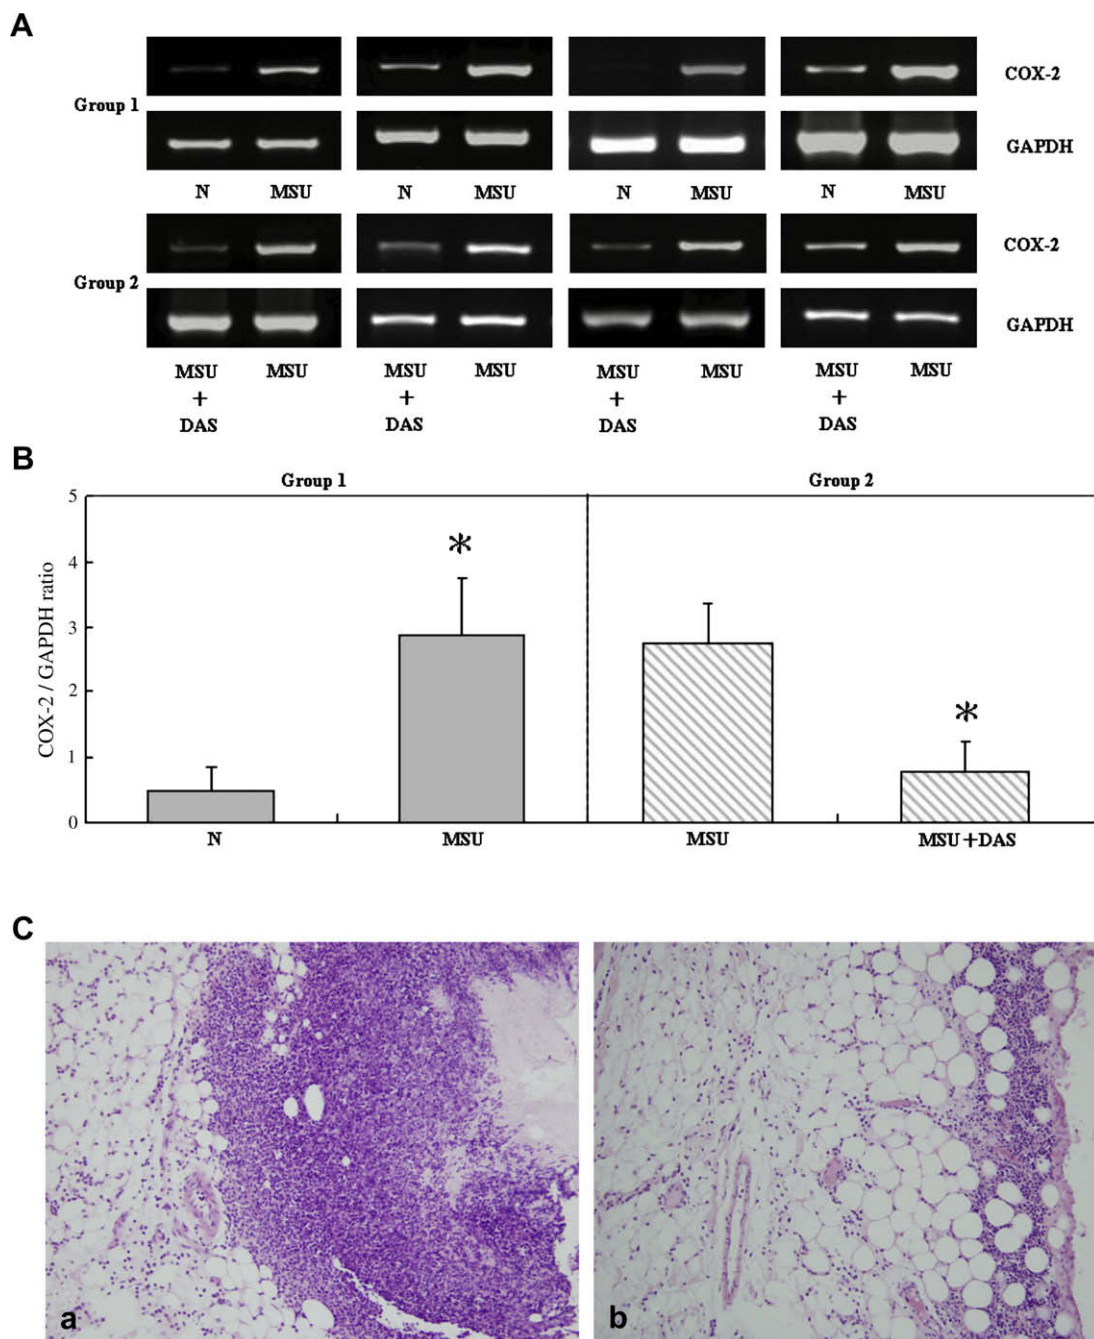 A
COX-2
Group 1
GAPDH
N MSU N MSU N MSU N MSU
COX-2
Group 2
GAPDH
MSU MSU MSU MSU MSU MSU MSU MSU
+ + + +
DAS DAS DAS DAS
B
Group 1 Group 2
5
4
3
2
1
0
COX-2 / GAPDH ratio
* *
N MSU MSU MSU+DAS
C
a b